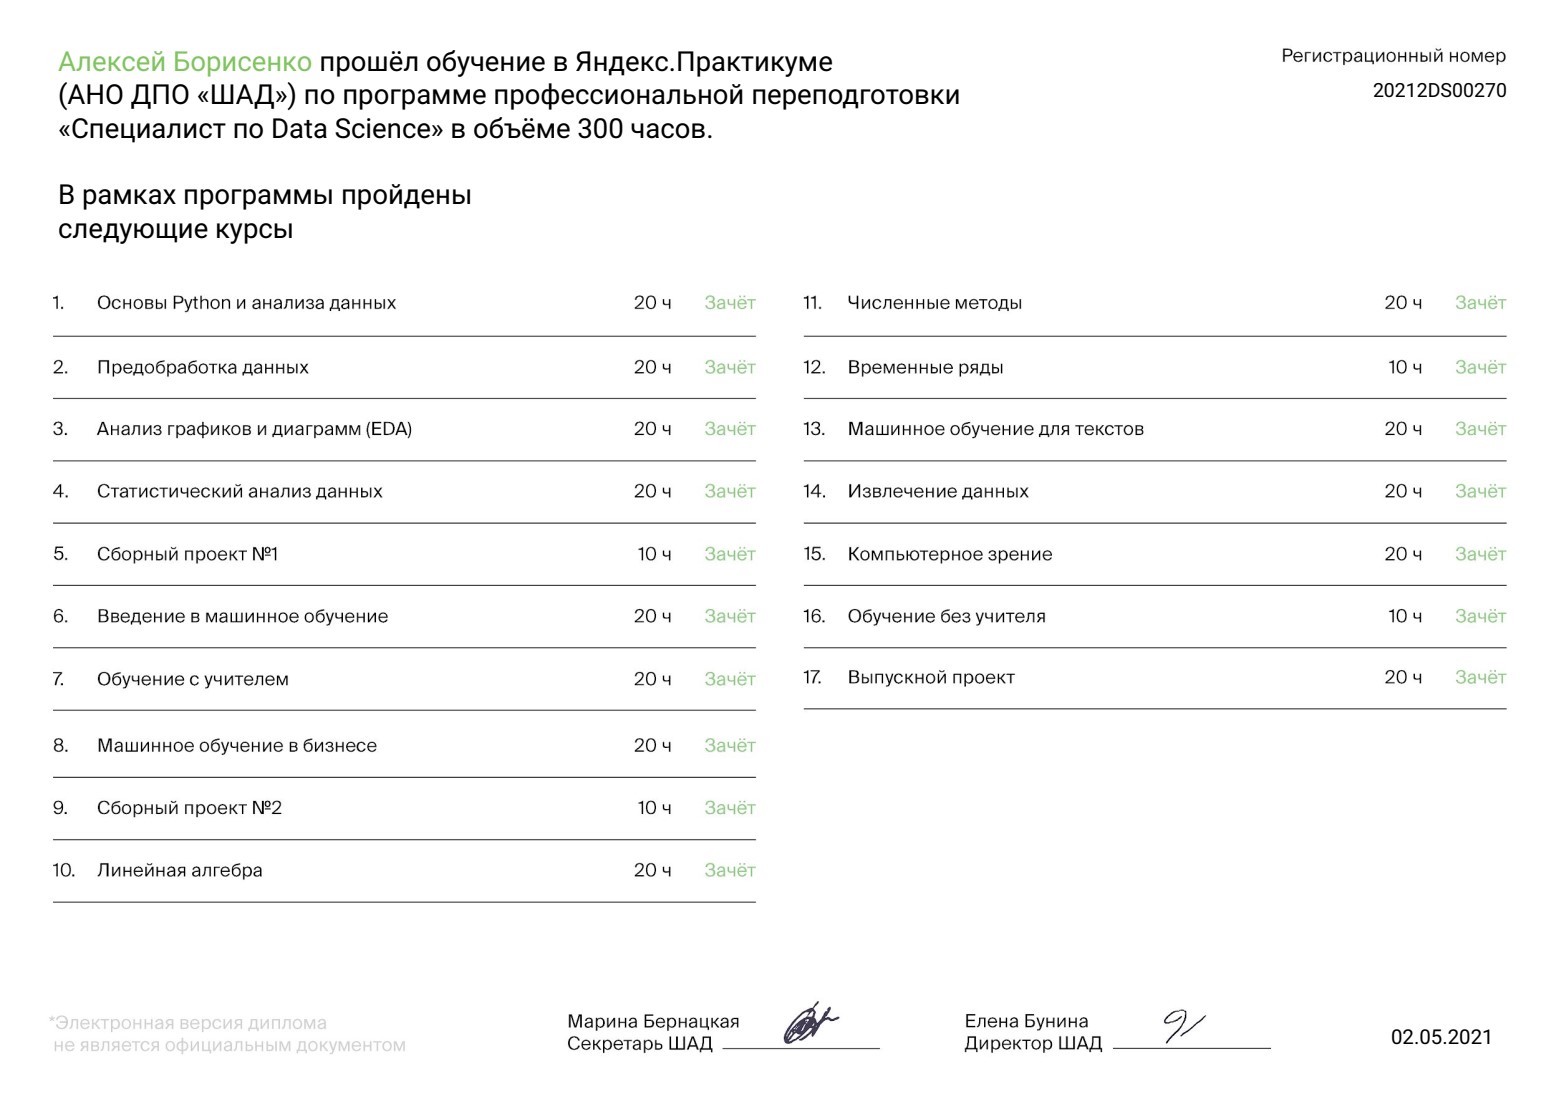 Алексей Борисенко прошёл обучение в Яндекс.Практикуме
(АНО ДПО «ШАД») по программе профессиональной переподготовки
«Специалист по Data Science» в объёме 300 часов.
Регистрационный номер
20212DS00270
В рамках программы пройдены
следующие курсы
1. Основы Python и анализа данных 20 ч Зачёт
2. Предобработка данных 20 ч Зачёт
3. Анализ графиков и диаграмм (EDA) 20 ч Зачёт
4. Статистический анализ данных 20 ч Зачёт
5. Сборный проект №1 10 ч Зачёт
6. Введение в машинное обучение 20 ч Зачёт
7. Обучение с учителем 20 ч Зачёт
8. Машинное обучение в бизнесе 20 ч Зачёт
9. Сборный проект №2 10 ч Зачёт
10. Линейная алгебра 20 ч Зачёт
11. Численные методы 20 ч Зачёт
12. Временные ряды 10 ч Зачёт
13. Машинное обучение для текстов 20 ч Зачёт
14. Извлечение данных 20 ч Зачёт
15. Компьютерное зрение 20 ч Зачёт
16. Обучение без учителя 10 ч Зачёт
17. Выпускной проект 20 ч Зачёт
*Электронная версия диплома
не является официальным документом
Марина Бернацкая
Секретарь ШАД
Елена Бунина
Директор ШАД
02.05.2021